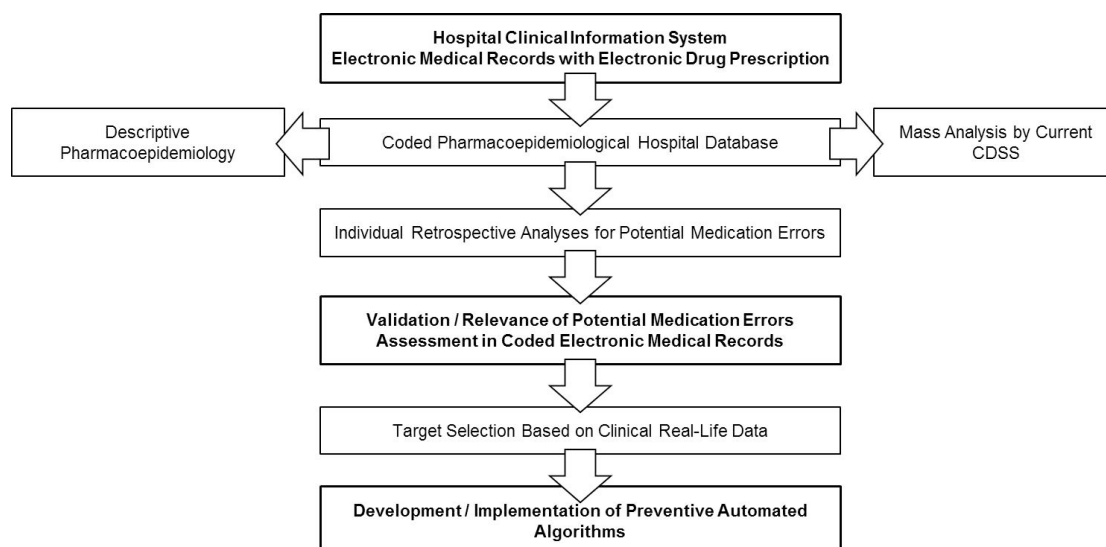 Hospital Clinical Information System
Electronic Medical Records with Electronic Drug Prescription
Descriptive
Pharmacoepidemiology
Coded Pharmacoepidemiological Hospital Database
Mass Analysis by Current
CDSS
Individual Retrospective Analyses for Potential Medication Errors
Validation / Relevance of Potential Medication Errors
Assessment in Coded Electronic Medical Records
Target Selection Based on Clinical Real-Life Data
Development / Implementation of Preventive Automated
Algorithms